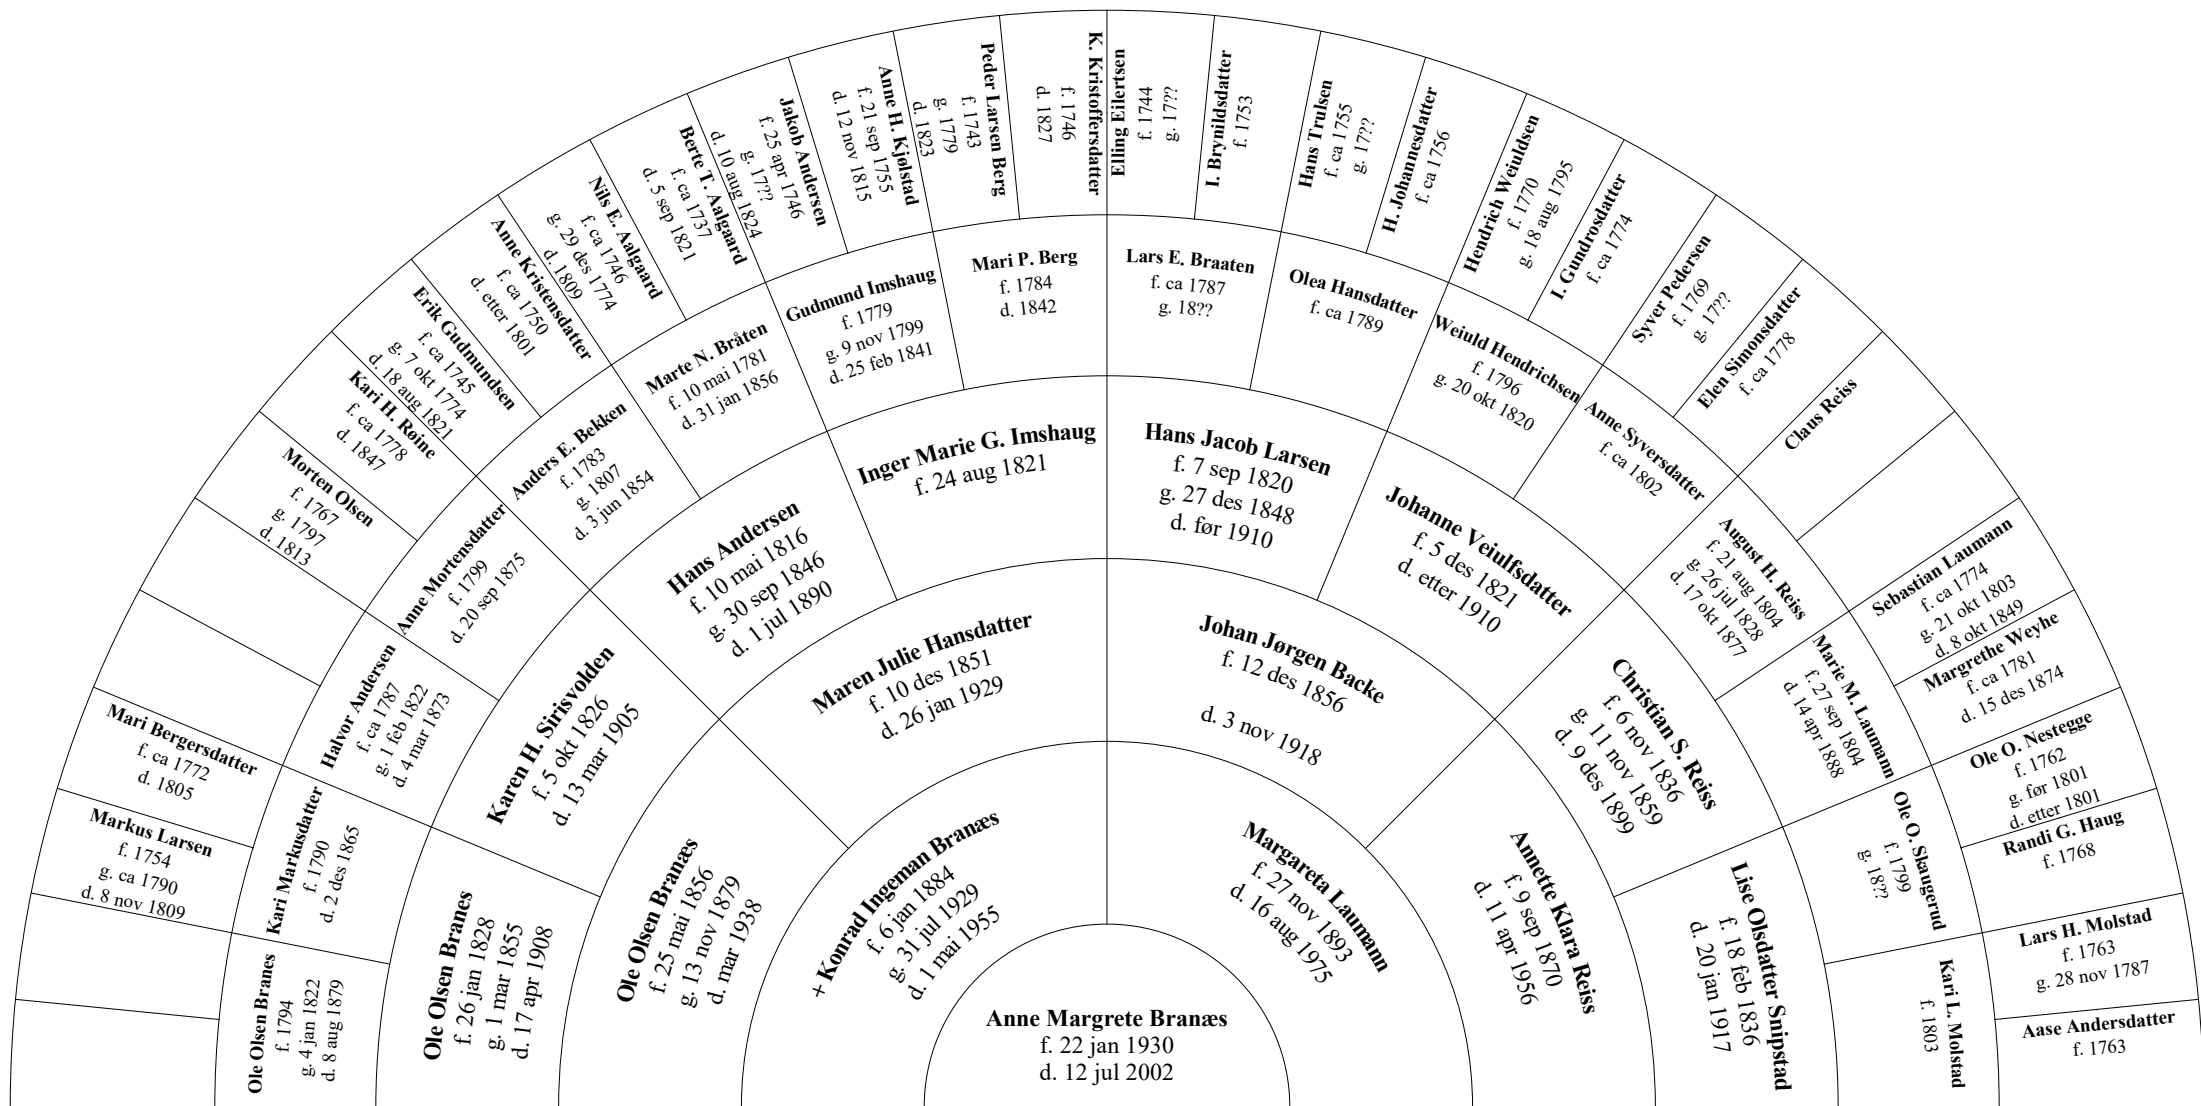 Anne Margrete Branæs
f. 22 jan 1930
d. 12 jul 2002
+ Konrad Ingeman Branæs
f. 6 jan 1884
g. 31 jul 1929
d. 1 mai 1955
Margareta Laumann
f. 27 nov 1893
d. 16 aug 1975
Ole Olsen Branæs
f. 25 mai 1856
g. 13 nov 1879
d. mar 1938
Maren Julie Hansdatter
f. 10 des 1851
d. 26 jan 1929
Johan Jørgen Backe
f. 12 des 1856
d. 3 nov 1918
Annette Klara Reiss
f. 9 sep 1870
d. 11 apr 1956
Ole Olsen Branes
f. 26 jan 1828
g. 1 mar 1855
d. 17 apr 1908
Karen H. Sirisvolden
f. 5 okt 1826
d. 13 mar 1905
Hans Andersen
f. 10 mai 1816
g. 30 sep 1846
d. 1 jul 1890
Inger Marie G. Imshaug
f. 24 aug 1821
Hans Jacob Larsen
f. 7 sep 1820
g. 27 des 1848
d. før 1910
Johanne Veiulfsdatter
f. 5 des 1821
d. etter 1910
Christian S. Reiss
f. 6 nov 1836
g. 11 nov 1859
d. 9 des 1899
Lise Olsdatter Snipstad
f. 18 feb 1836
d. 20 jan 1917
Ole Olsen Branes
f. 1794
g. 4 jan 1822
d. 8 aug 1879
Kari Markusdatter
f. 1790
d. 2 des 1865
Halvor Andersen
f. ca 1787
g. 1 feb 1822
d. 4 mar 1873
Anne Mortensdatter
f. 1799
d. 20 sep 1875
Anders E. Bekken
f. 1783
g. 1807
d. 3 jun 1854
Marte N. Bråten
f. 10 mai 1781
d. 31 jan 1856
Gudmund Imshaug
f. 1779
g. 9 nov 1799
d. 25 feb 1841
Mari P. Berg
f. 1784
d. 1842
Lars E. Braaten
f. ca 1787
g. 18??
Olea Hansdatter
f. ca 1789
Weiuld Hendrichsen
f. 1796
g. 20 okt 1820
Anne Syversdatter
f. ca 1802
August H. Reiss
f. 21 aug 1804
g. 26 jul 1828
d. 17 okt 1877
Marie M. Laumann
f. 27 sep 1804
d. 14 apr 1888
Ole O. Skaugerud
f. 1799
g. 18??
Kari L. Molstad
f. 1803
Markus Larsen
f. 1754
g. ca 1790
d. 8 nov 1809
Mari Bergersdatter
f. ca 1772
d. 1805
Morten Olsen
f. 1767
g. 1797
d. 1813
Kari H. Røine
f. ca 1778
d. 1847
Erik Gudmundsen
f. ca 1745
g. 7 okt 1774
d. 18 aug 1821
Anne Kristensdatter
f. ca 1750
d. etter 1801
Nils E. Aalgaard
f. ca 1746
g. 29 des 1774
d. 1809
Berte T. Aalgaard
f. ca 1737
d. 5 sep 1821
Jakob Andersen
f. 25 apr 1746
g. 17??
d. 10 aug 1824
Anne H. Kjølstad
f. 21 sep 1755
d. 12 nov 1815
Peder Larsen Berg
f. 1743
g. 1779
d. 1823
K. Kristoffersdatter
f. 1746
d. 1827
Elling Eilertsen
f. 1744
g. 17??
I. Brynildsdatter
f. 1753
Hans Trulsen
f. ca 1755
g. 17??
H. Johannesdatter
f. ca 1756
Hendrich Weiuldsen
f. 1770
g. 18 aug 1795
I. Gundrosdatter
f. ca 1774
Syver Pedersen
f. 1769
g. 17??
Elen Simonsdatter
f. ca 1778
Claus Reiss
Sebastian Laumann
f. ca 1774
g. 21 okt 1803
d. 8 okt 1849
Margrethe Weyhe
f. ca 1781
d. 15 des 1874
Ole O. Nestegge
f. 1762
g. før 1801
d. etter 1801
Randi G. Haug
f. 1768
Lars H. Molstad
f. 1763
g. 28 nov 1787
Aase Andersdatter
f. 1763